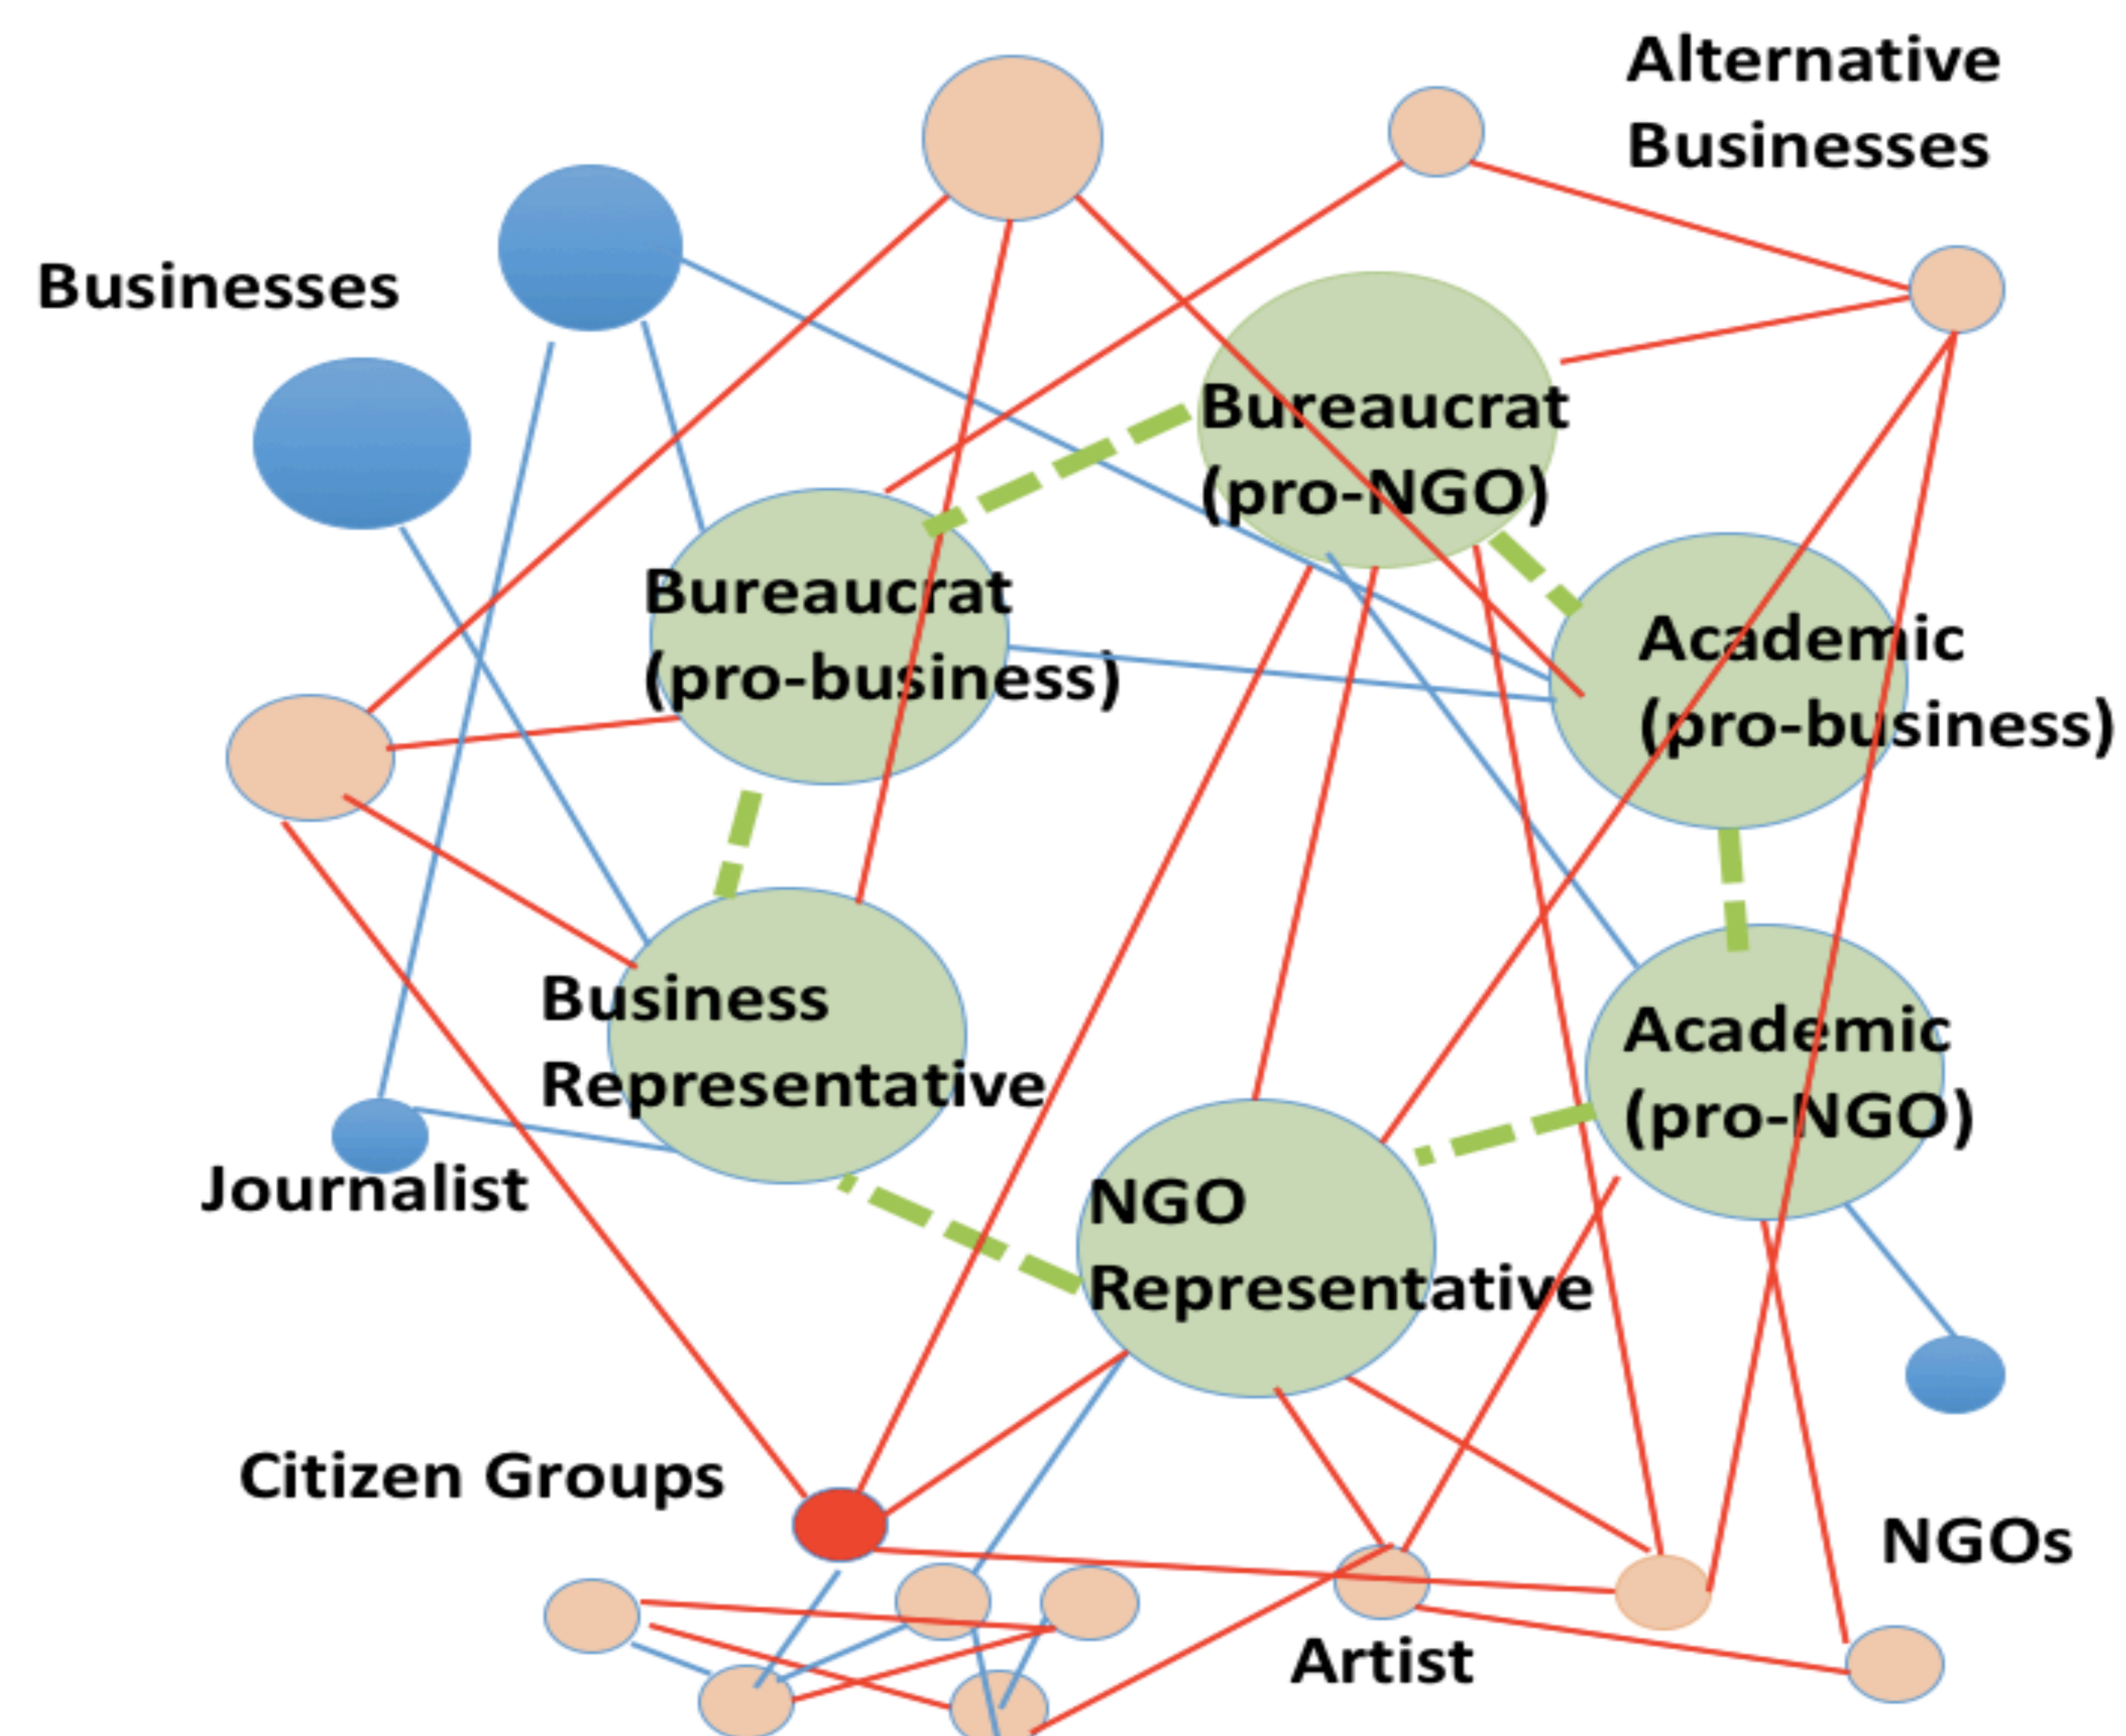 Alternative
Businesses
Businesses
Bureaucrat
(pro-NGO)
Bureaucrat
(pro-business)
Academic
(pro-business)
Business
Representative
Academic
(pro-NGO)
Journalist
NGO
Representative
Citizen Groups
NGOs
Artist